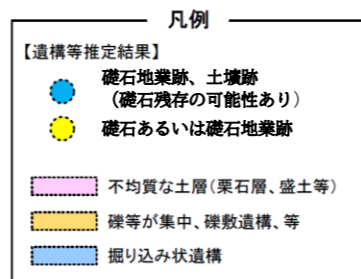 凡例
【遺構等推定結果】
礎石地業跡、土壙跡
（礎石残存の可能性あり）
礎石あるいは礎石地業跡
不均質な土層(栗石層、盛土等)
礫等が集中、礫敷遺構、等
掘り込み状遺構